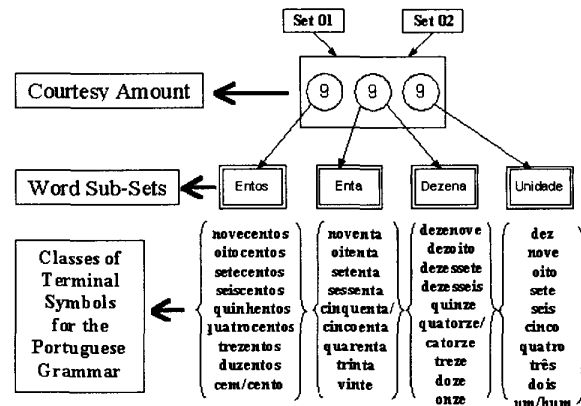 Set 01
Set 02
Courtesy Amount
9
9
9
Word Sub-Sets
Entos
Enta
Dezena
Unidade
Classes of
Terminal
Symbols
for the
Portuguese
Grammar
novecentos
oitocentos
setecentos
seiscentos
quinhentos
quatrocentos
trezentos
duzentos
cem/cento
noventa
oitenta
setenta
sessenta
cinquenta/
cincoenta
quarenta
trinta
vinte
dezenove
dezoito
dezessete
dezesseis
quinze
quatorze/
catorze
treze
doze
onze
dez
nove
oito
sete
seis
cinco
quatro
três
dois
um/hum